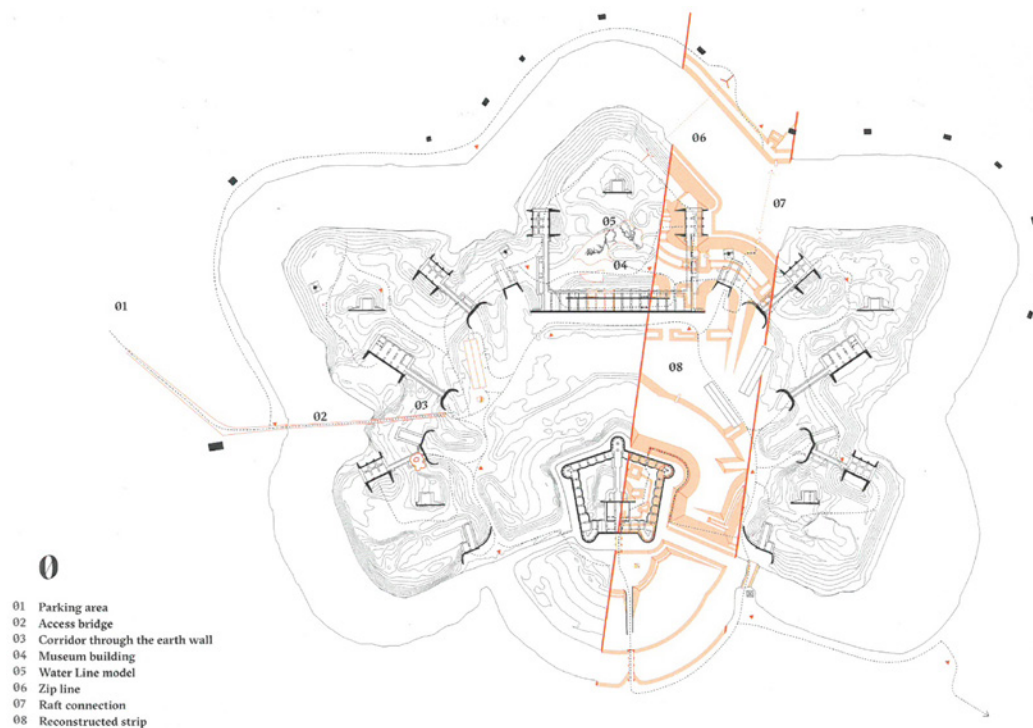 06
07
05
04
01
08
03
02
0
01 Parking area
02 Access bridge
03 Corridor through the earth wall
04 Museum building
05 Water Line model
06 Zip line
07 Raft connection
08 Reconstructed strip